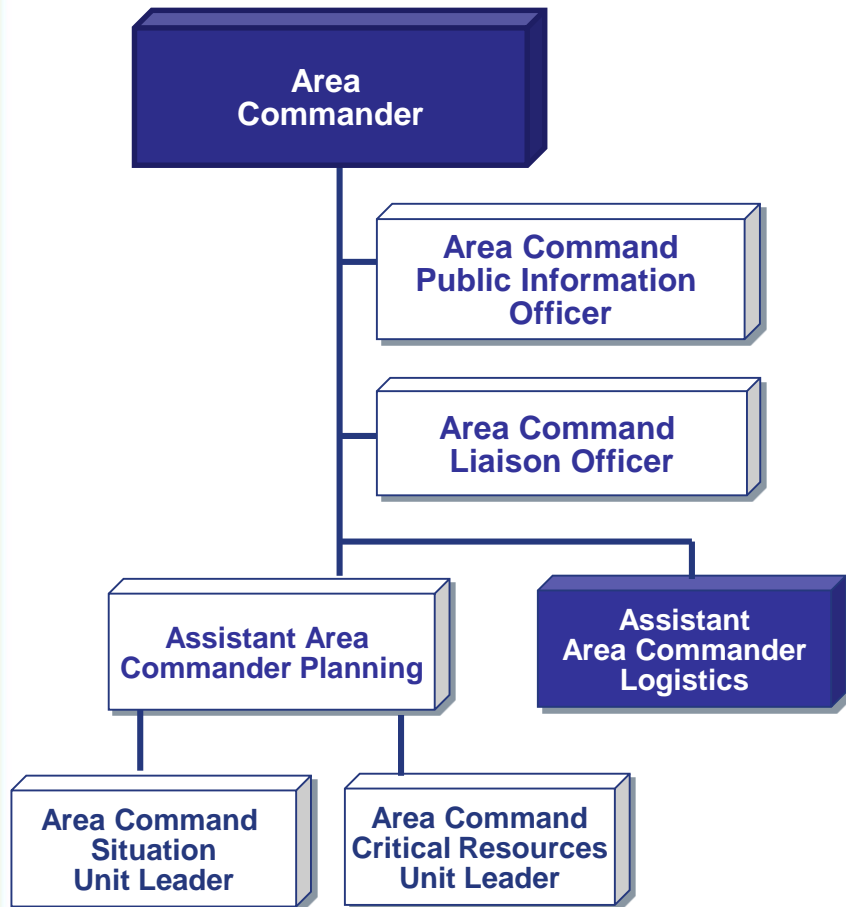 Area
Commander
Area Command
Public Information
Officer
Area Command
Liaison Officer
Assistant Area
Commander Planning
Assistant
Area Commander
Logistics
Area Command
Situation
Unit Leader
Area Command
Critical Resources
Unit Leader